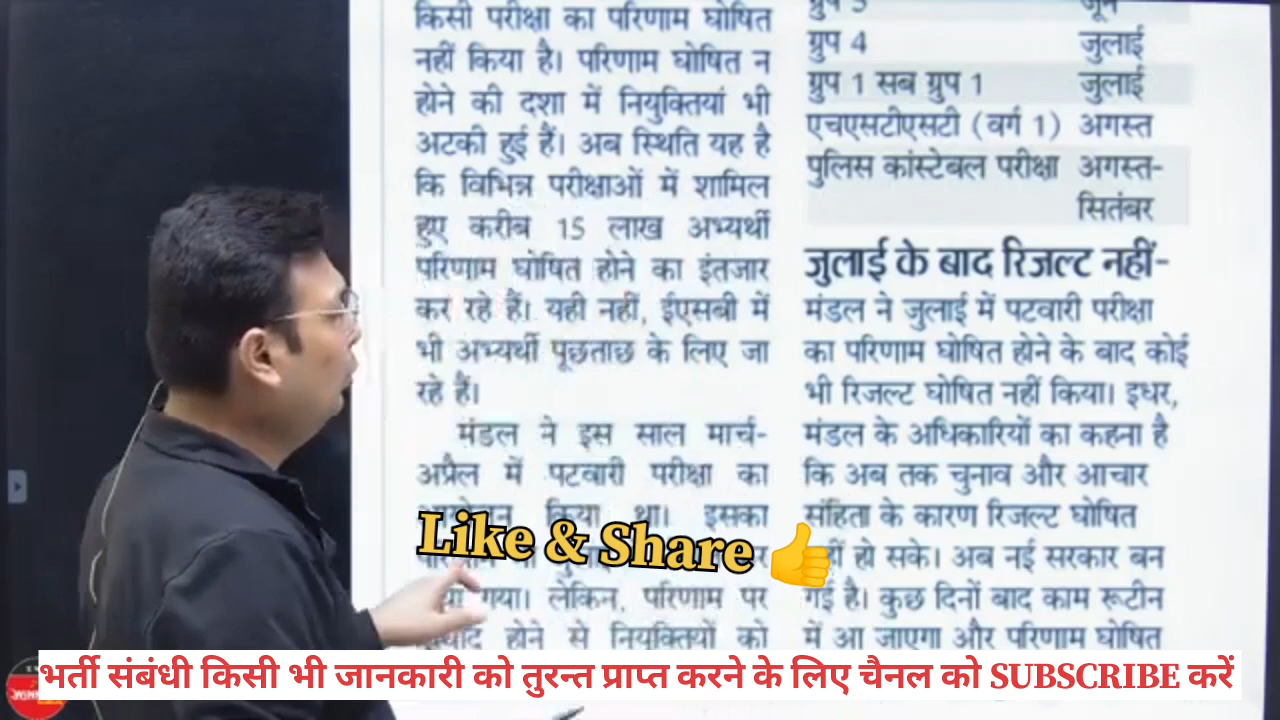 किसी परीक्षा का परिणाम घोषित
नहीं किया है। परिणाम घोषित न
होने की दशा में नियुक्तियां भी
अटकी हुई हैं। अब स्थिति यह है
कि विभिन्न परीक्षाओं में शामिल
हुए करीब 15 लाख अभ्यर्थी
परिणाम घोषित होने का इंतजार
कर रहे हैं। यही नहीं, ईएसबी में
भी अभ्यर्थी पूछताछ के लिए जा
रहे हैं।
मंडल ने इस साल मार्च-
अप्रैल में पटवारी परीक्षा का
किया था। इसका
गया। लेकिन, परिणाम पर
होने से नियुक्तियों को
ग्रुप 4 जुलाई
ग्रुप 1 सब ग्रुप 1 जुलाई
एचएसटीएसटी (वर्ग 1) अगस्त
पुलिस कांस्टेबल परीक्षा अगस्त-
सितंबर
जुलाई के बाद रिजल्ट नहीं-
मंडल ने जुलाई में पटवारी परीक्षा
का परिणाम घोषित होने के बाद कोई
भी रिजल्ट घोषित नहीं किया। इधर,
मंडल के अधिकारियों का कहना है
कि अब तक चुनाव और आचार
संहिता के कारण रिजल्ट घोषित
हो सके। अब नई सरकार बन
गई है। कुछ दिनों बाद काम रूटीन
में आ जाएगा और परिणाम घोषित
Like & Share
भर्ती संबंधी किसी भी जानकारी को तुरन्त प्राप्त करने के लिए चैनल को SUBSCRIBE करें